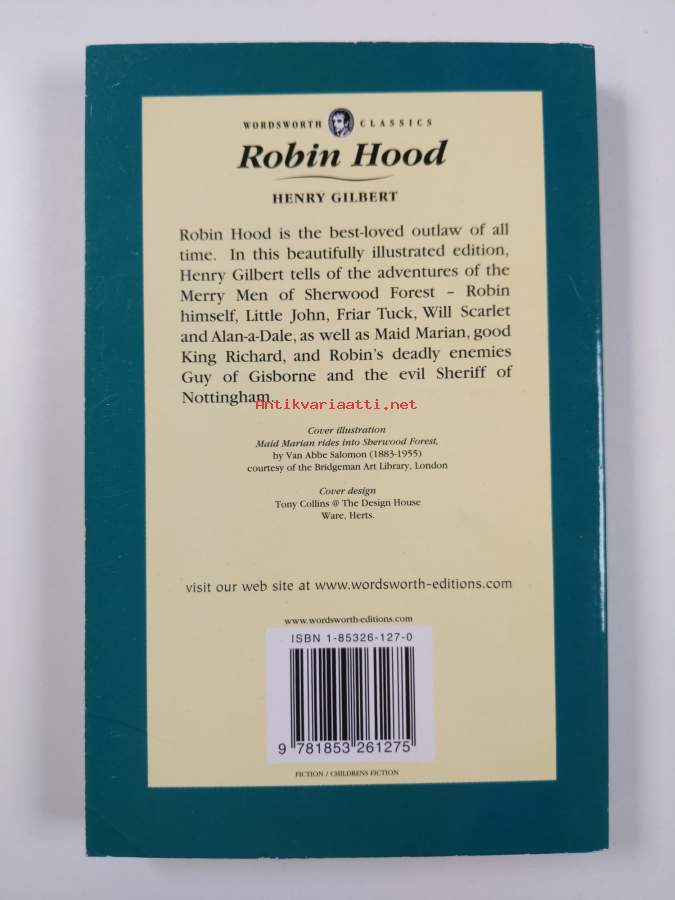 WORDSWORTH CLASSICS
Robin Hood
HENRY GILBERT
Robin Hood is the best-loved outlaw of all
time. In this beautifully illustrated edition,
Henry Gilbert tells of the adventures of the
Merry Men of Sherwood Forest – Robin
himself, Little John, Friar Tuck, Will Scarlet
and Alan-a-Dale, as well as Maid Marian, good
King Richard, and Robin's deadly enemies
Guy of Gisborne and the evil Sheriff of
Nottingham.
Antikvariaatti.net
Cover illustration
Maid Marian rides into Sherwood Forest,
by Van Abbe Salomon (1883-1955)
courtesy of the Bridgeman Art Library, London
Cover design
Tony Collins @ The Design House
Ware, Herts.
visit our web site at www.wordsworth-editions.com
www.wordsworth-editions.com
ISBN 1-85326-127-0
9 781853 261275
FICTION / CHILDRENS FICTION